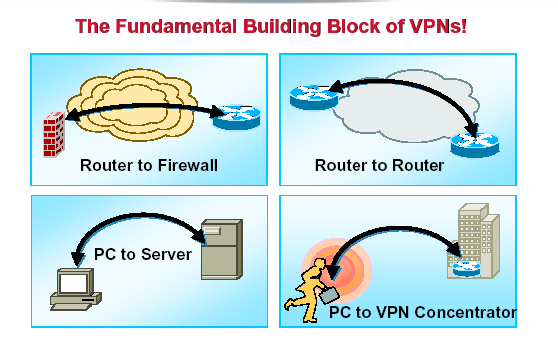 The Fundamental Building Block of VPNs!
Router to Firewall
Router to Router
PC to Server
PC to VPN Concentrator